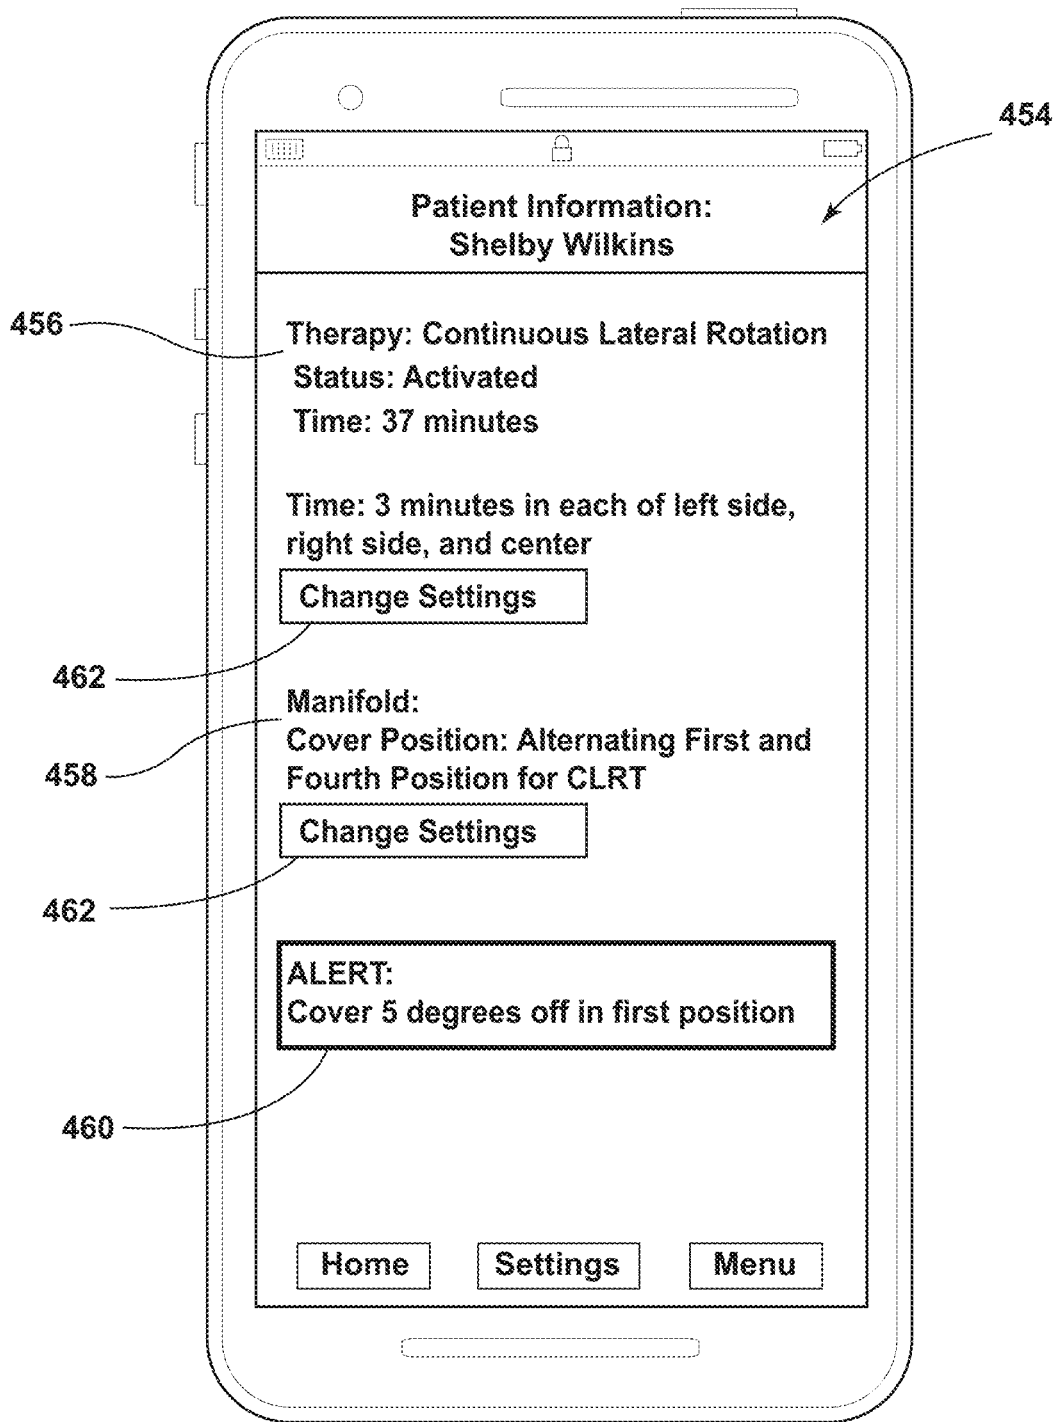 454
Patient Information:
Shelby Wilkins
456
Therapy: Continuous Lateral Rotation
Status: Activated
Time: 37 minutes
Time: 3 minutes in each of left side,
right side, and center
Change Settings
462
Manifold:
Cover Position: Alternating First and
458
Fourth Position for CLRT
Change Settings
462
ALERT:
Cover 5 degrees off in first position
460
Home Settings Menu